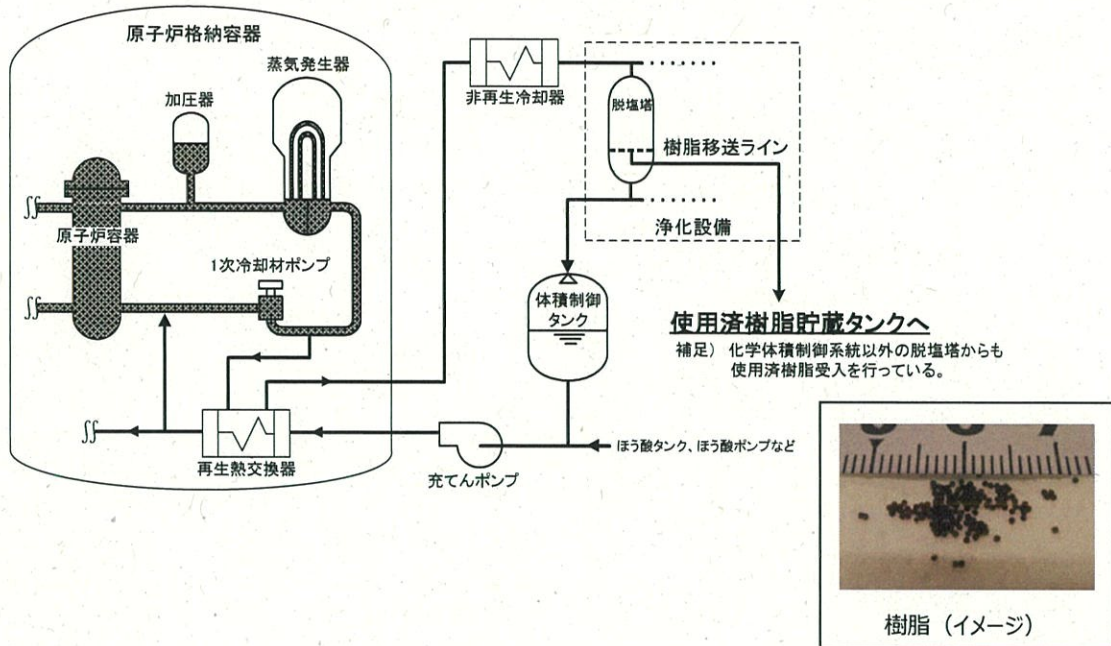 原子炉格納容器
蒸気発生器
加圧器
原子炉容器
1次冷却材ポンプ
再生熱交換器
非再生冷却器
脱塩塔
樹脂移送ライン
浄化設備
体積制御
タンク
使用済樹脂貯蔵タンクへ
補足） 化学体積制御系統以外の脱塩塔からも
使用済樹脂受入を行っている。
ほう酸タンク、ほう酸ポンプなど
充てんポンプ
樹脂（イメージ）